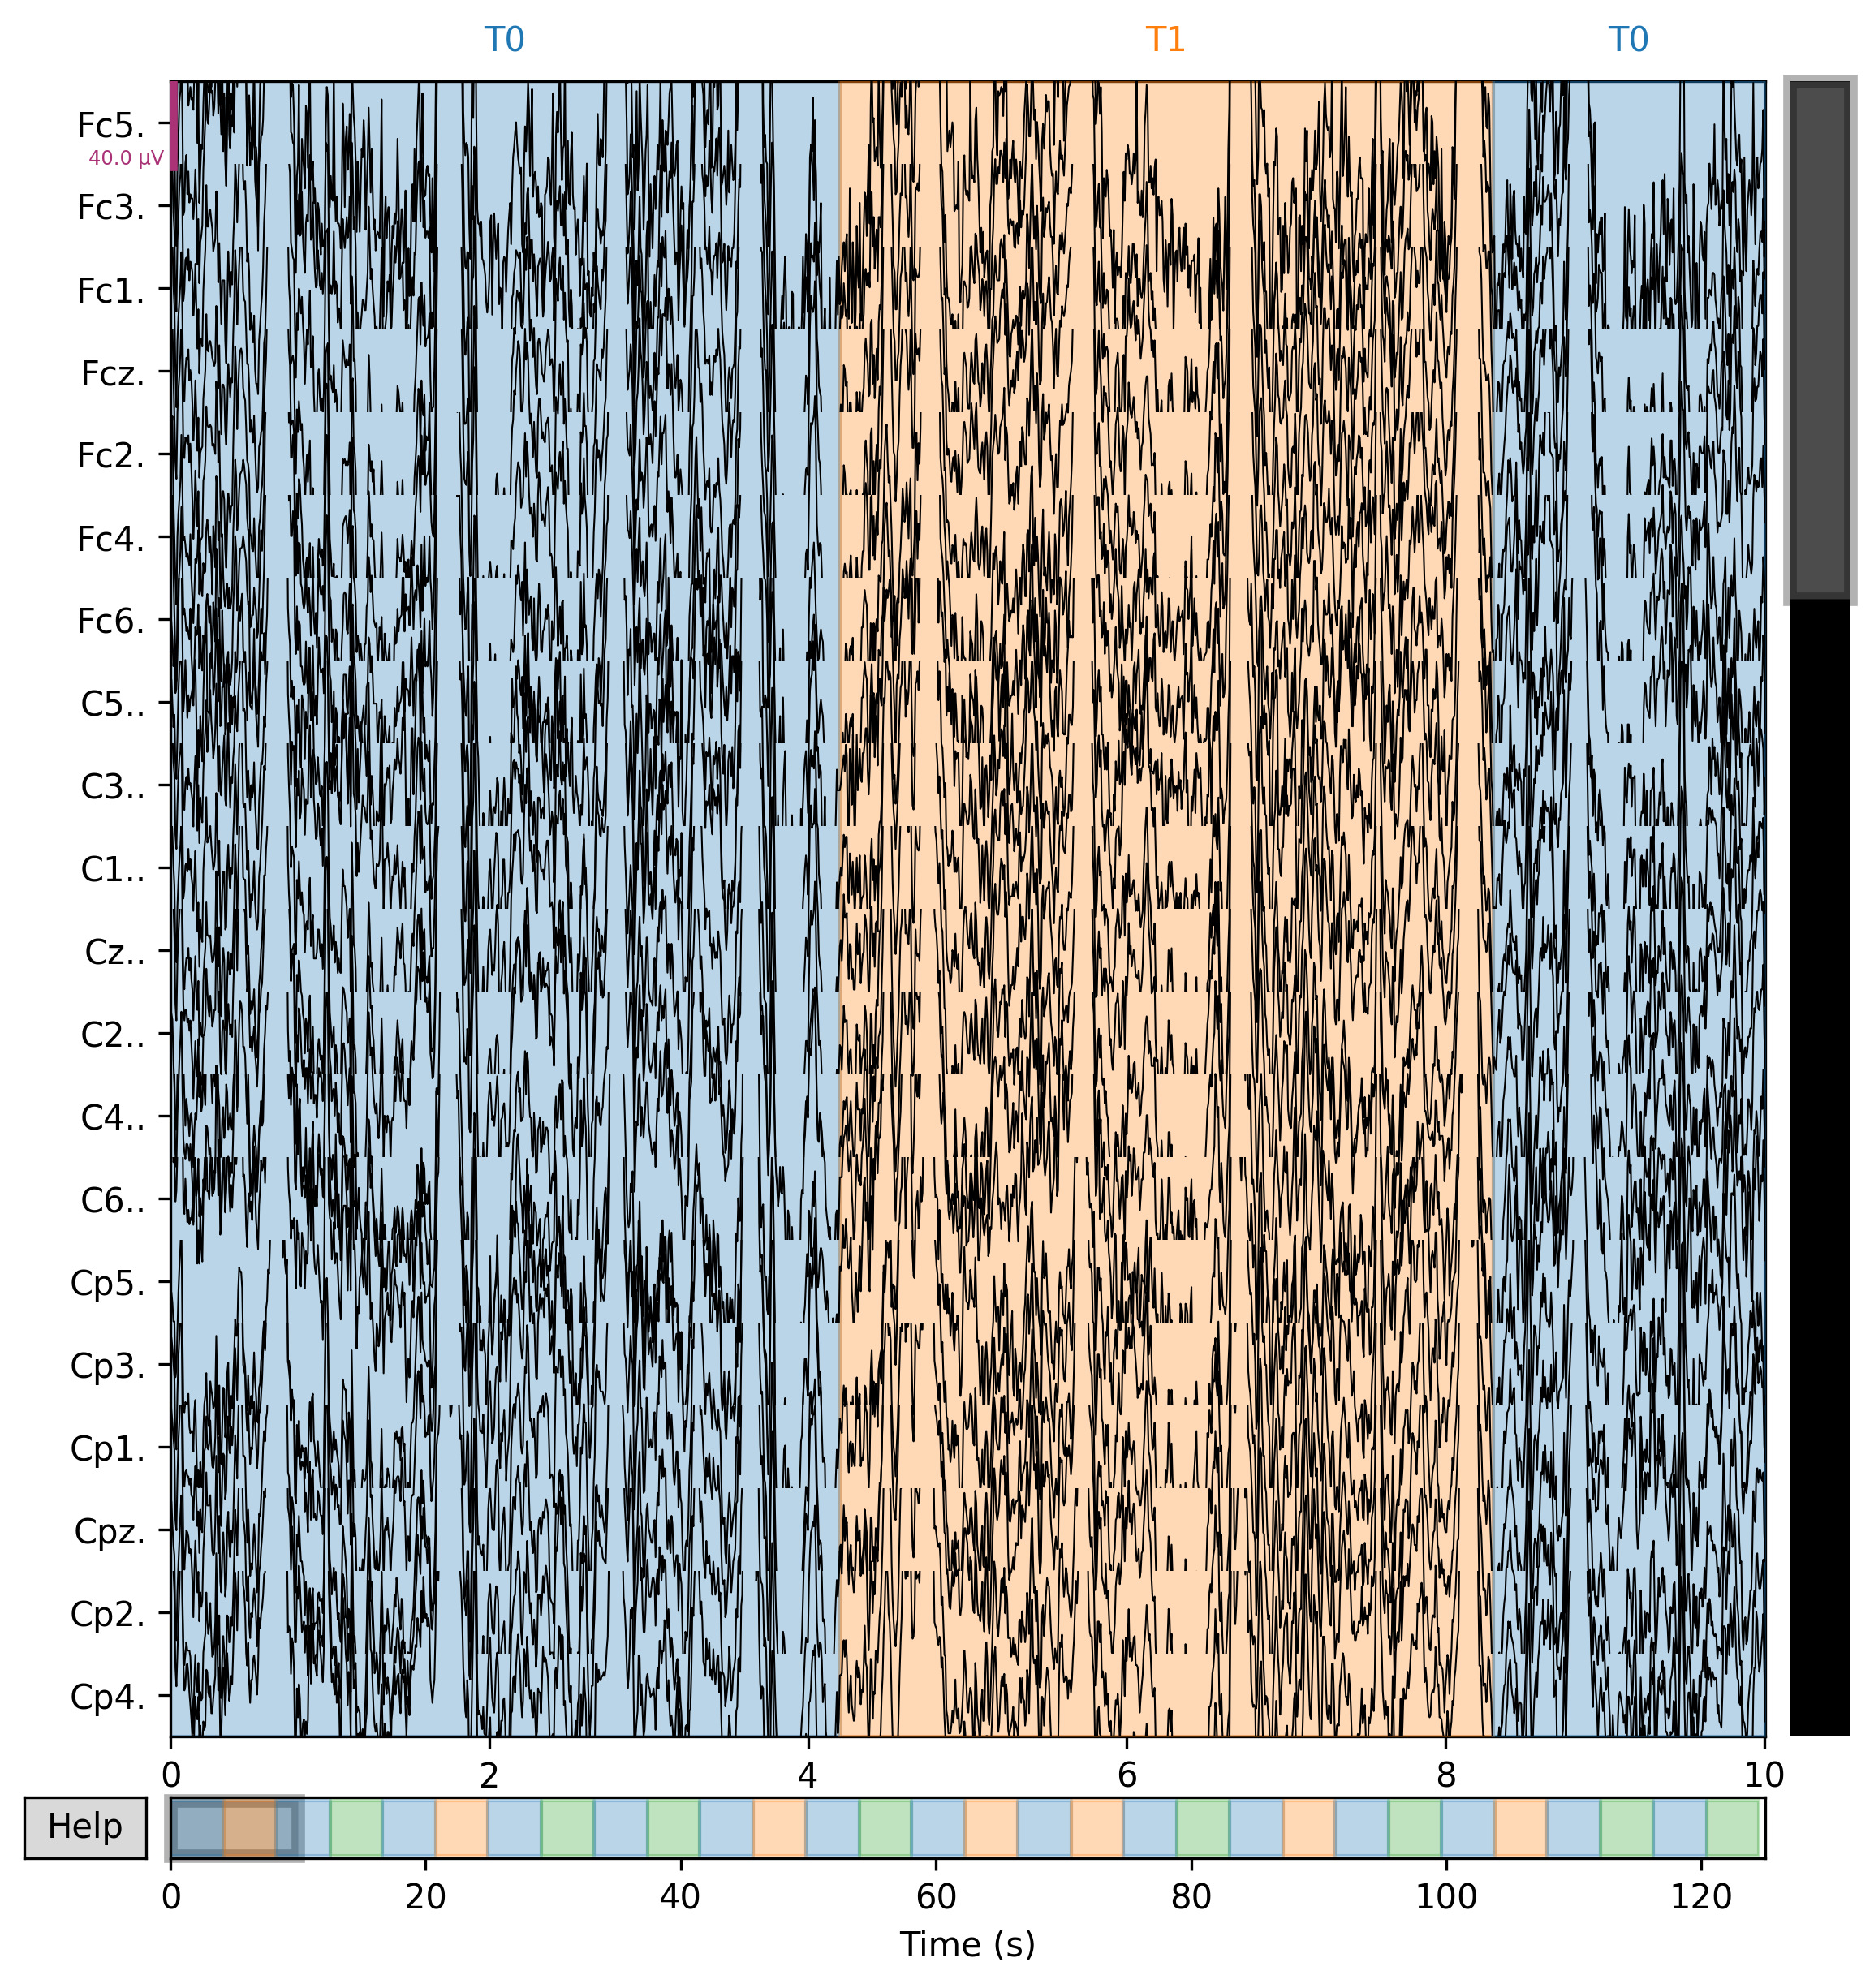 T0 T1 T0
Fc5.
40.0 µV
Fc3.
Fc1.
Fcz.
Fc2.
Fc4.
Fc6.
C5..
C3..
C1..
Cz..
C2..
C4..
C6..
Cp5.
Cp3.
Cp1.
Cpz.
Cp2.
Cp4.
0 2 4 6 8 10
Help
0 20 40 60 80 100 120
Time (s)